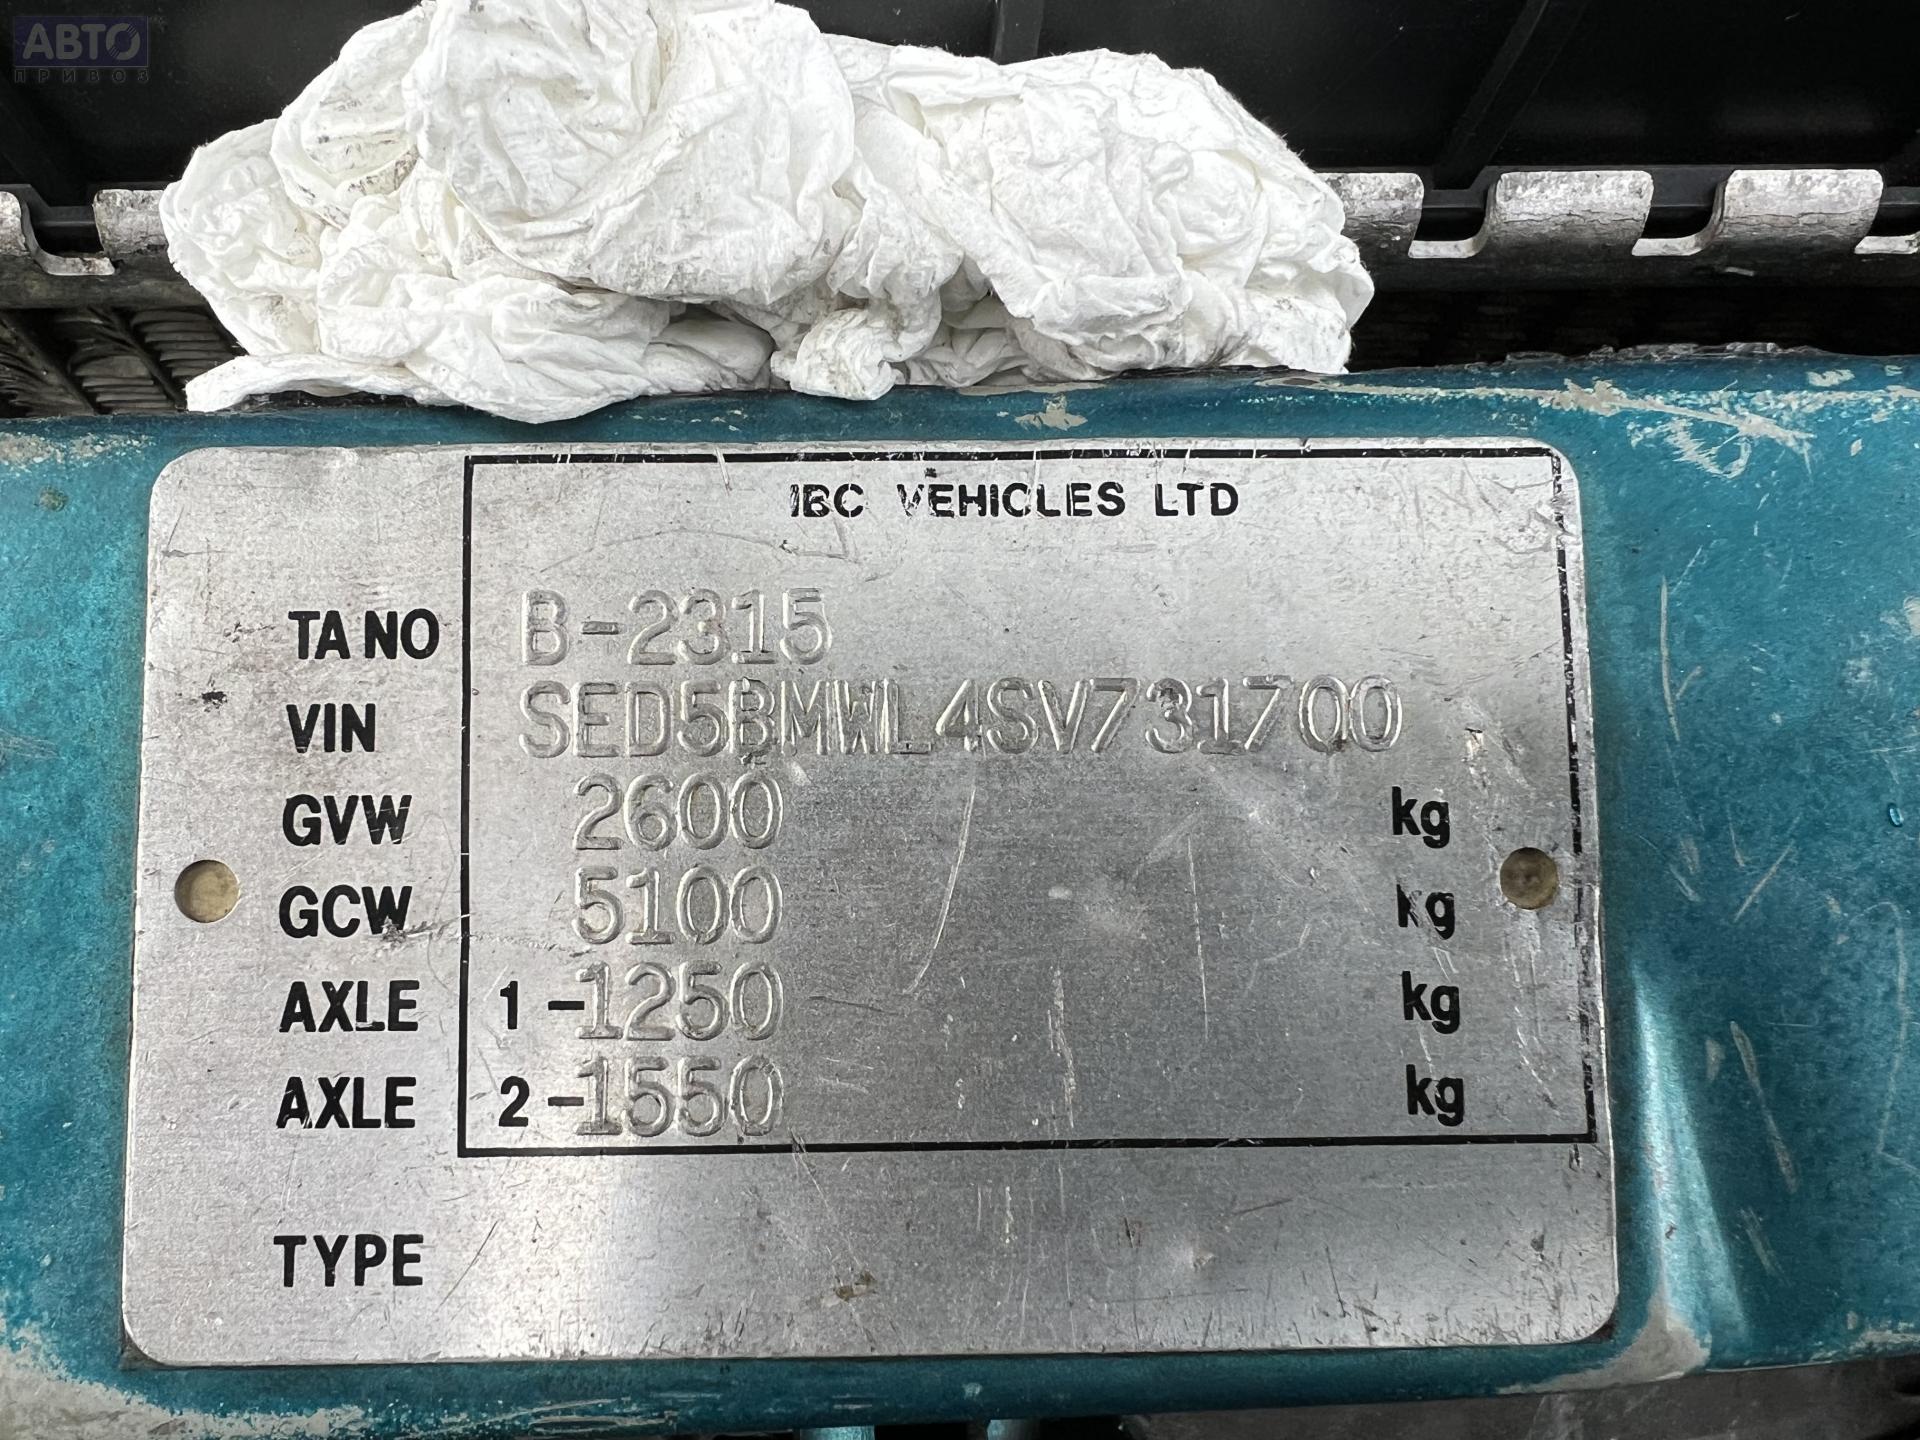 АВТО
ПРИВОЗ
IBC VEHICLES LTD
TA NO B-2315
VIN SED5BMWL4SV731700
GVW 2600 kg
GCW 5100 kg
AXLE 1-1250 kg
AXLE 2-1550 kg
TYPE